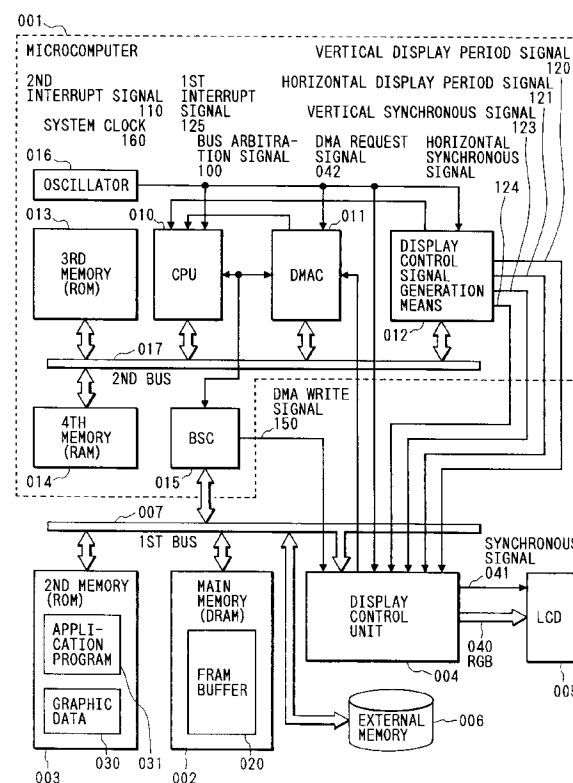 001
MICROCOMPUTER
VERTICAL DISPLAY PERIOD SIGNAL
120
2ND
INTERRUPT SIGNAL
110
1ST
INTERRUPT
SIGNAL
125
HORIZONTAL DISPLAY PERIOD SIGNAL
121
VERTICAL SYNCHRONOUS SIGNAL
123
SYSTEM CLOCK
160
BUS ARBITRA-
TION SIGNAL
100
DMA REQUEST
SIGNAL
042
HORIZONTAL
SYNCHRONOUS
SIGNAL
124
016
OSCILLATOR
013
3RD
MEMORY
(ROM)
010
CPU
011
DMAC
DISPLAY
CONTROL
SIGNAL
GENERATION
MEANS
012
017
2ND BUS
4TH
MEMORY
(RAM)
014
BSC
015
DMA WRITE
SIGNAL
150
007
1ST BUS
2ND MEMORY
(ROM)
APPLI-
CATION
PROGRAM
GRAPHIC
DATA
003
030
031
MAIN
MEMORY
(DRAM)
FRAM
BUFFER
002
020
DISPLAY
CONTROL
UNIT
004
SYNCHRONOUS
SIGNAL
041
040
RGB
LCD
005
EXTERNAL
MEMORY
006